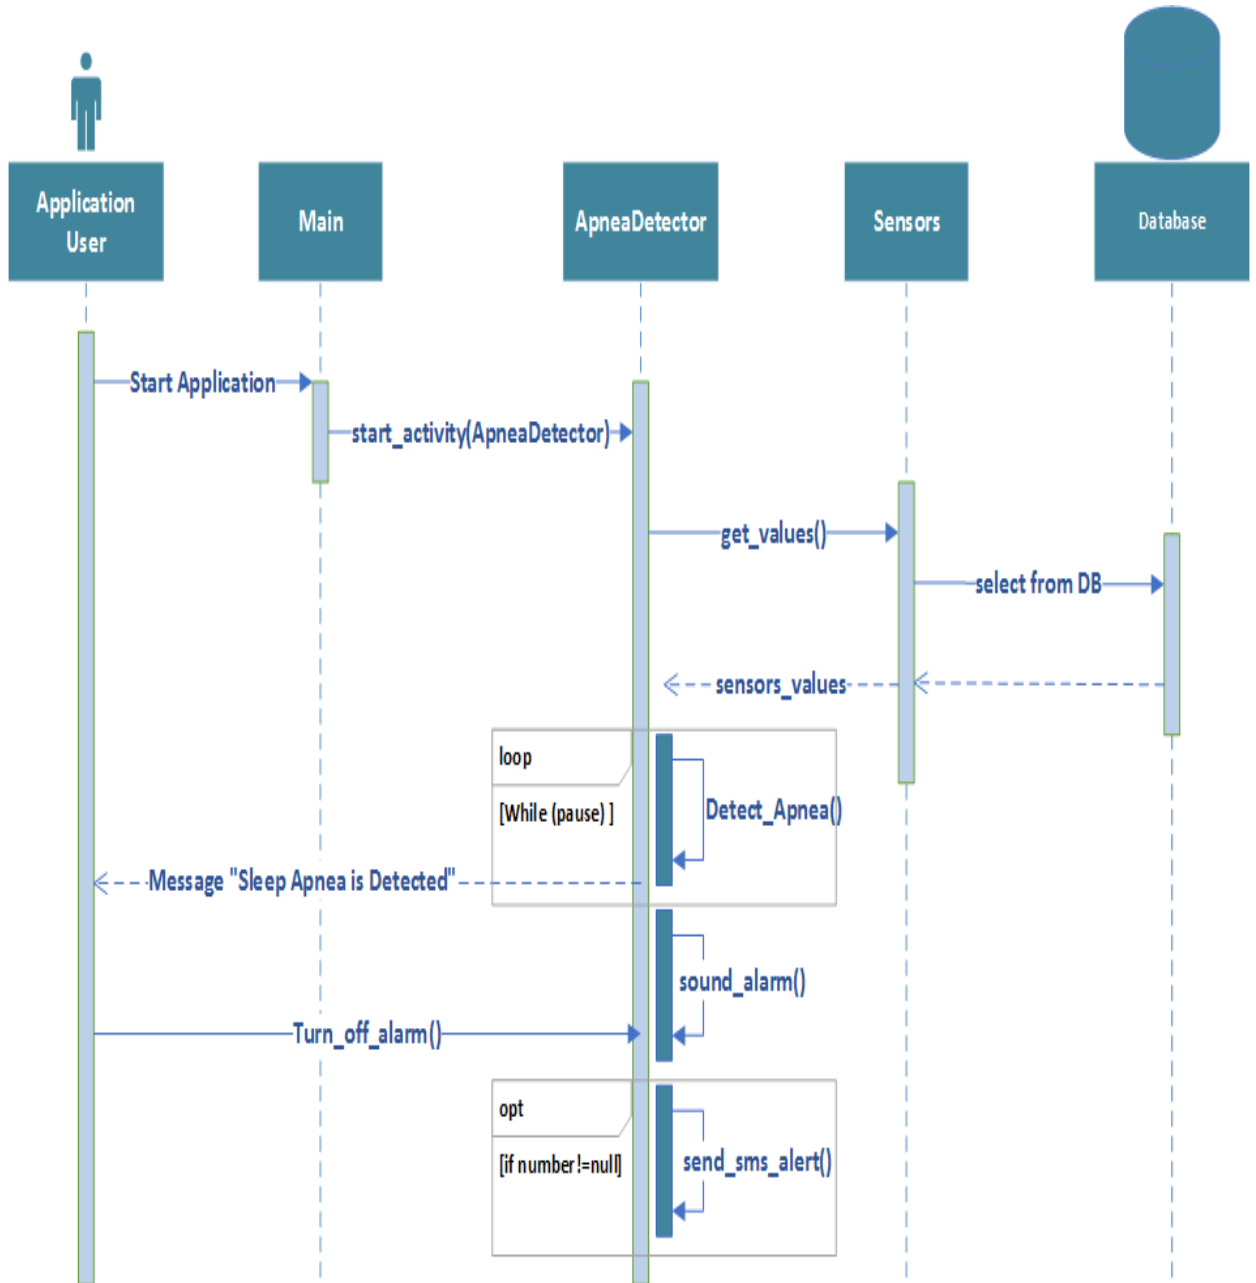 Application
User
Main
ApneaDetector
Sensors
Database
Start Application
start_activity(ApneaDetector)
get_values()
select from DB
sensors_values
loop
[While (pause) ]
Detect_Apnea()
Message "Sleep Apnea is Detected"
sound_alarm()
Turn_off_alarm()
opt
[if number!=null]
send_sms_alert()